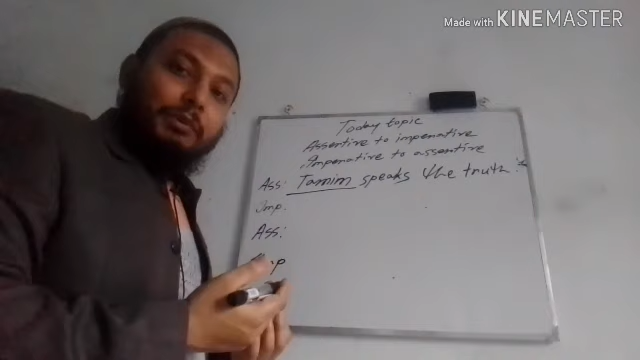 Made with KINEMASTER
Today topic
Assertive to imperative
Imperative to assertive
Ass: Tamim speaks the truth.
Imp.
Ass:
Imp